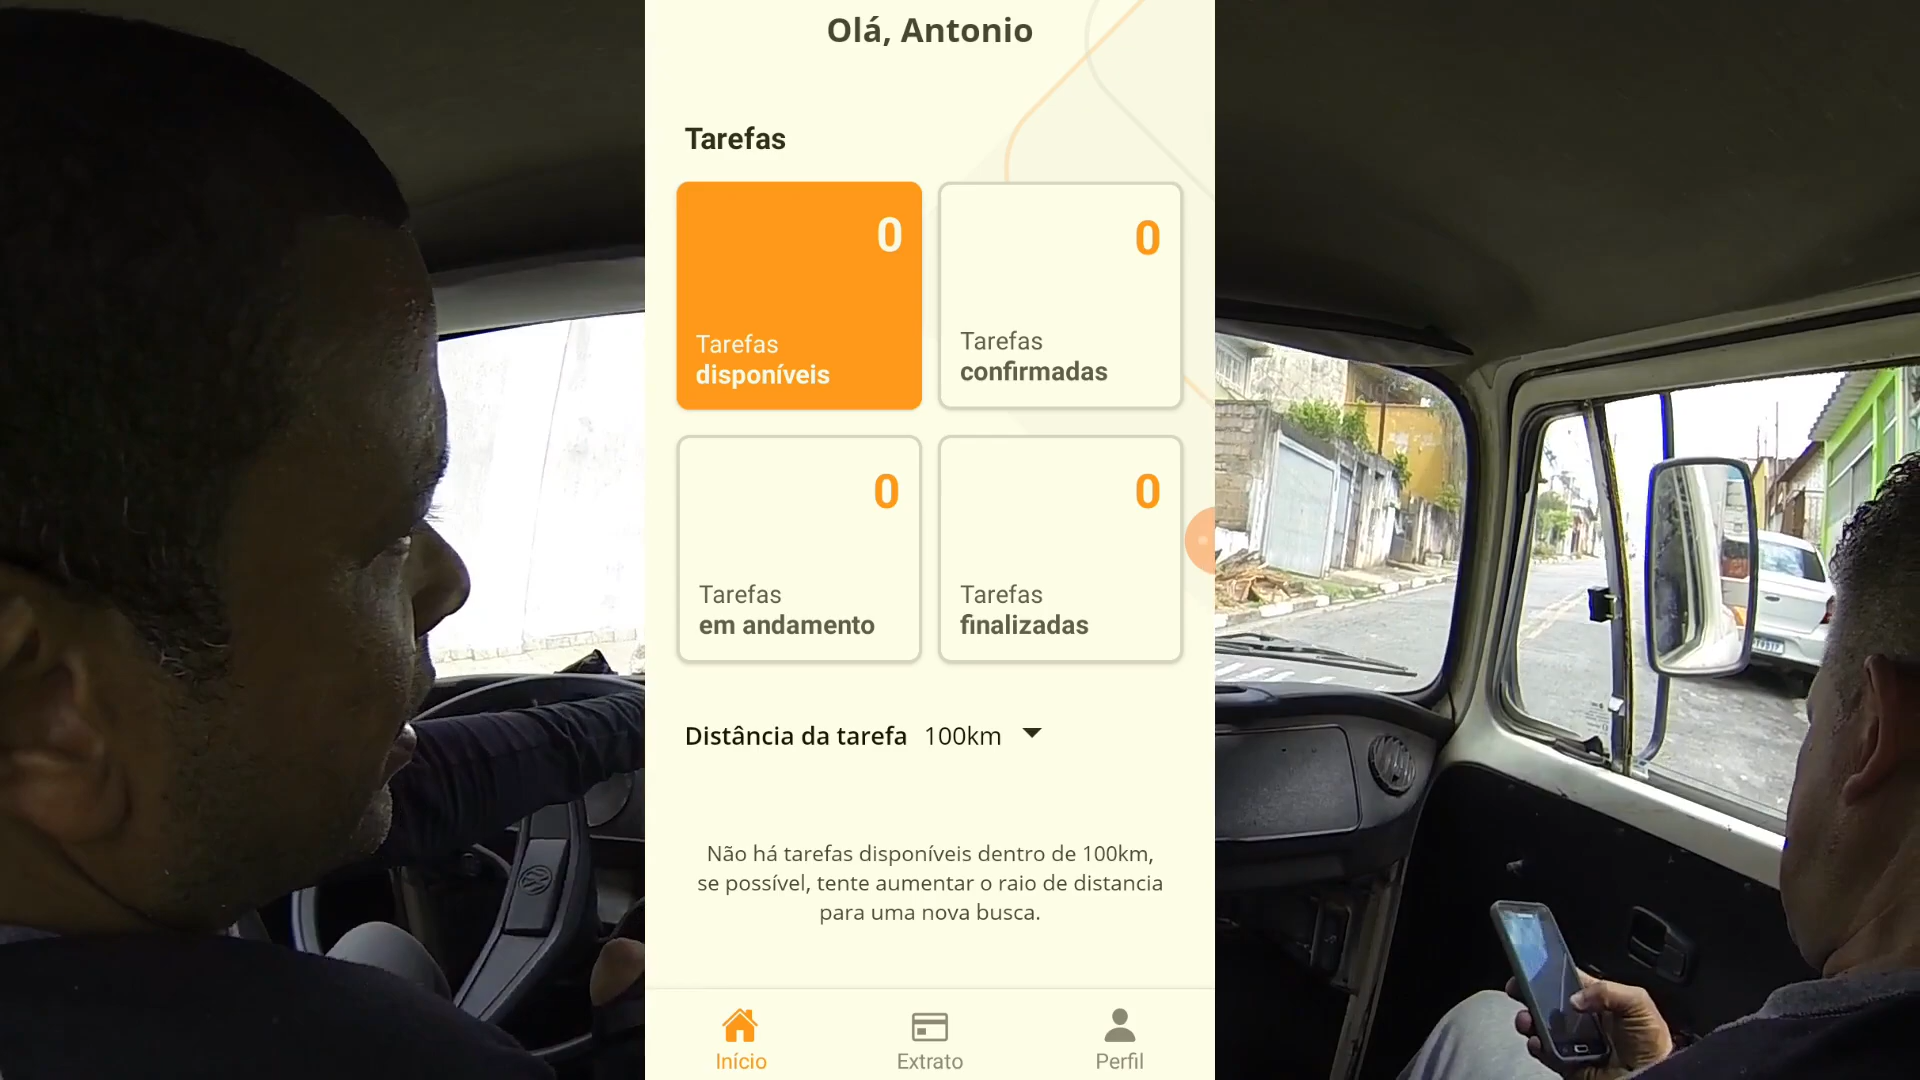 Olá, Antonio
Tarefas
0
Tarefas
disponíveis
0
Tarefas
confirmadas
0
Tarefas
em andamento
0
Tarefas
finalizadas
Distância da tarefa 100km
Não há tarefas disponíveis dentro de 100km,
se possível, tente aumentar o raio de distancia
para uma nova busca.
Início
Extrato
Perfil